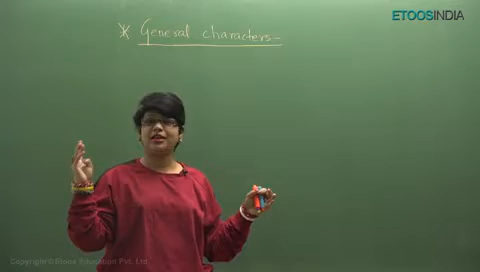 ETOOSINDIA
* General characters -
Copyright © Etoos Education Pvt. Ltd.